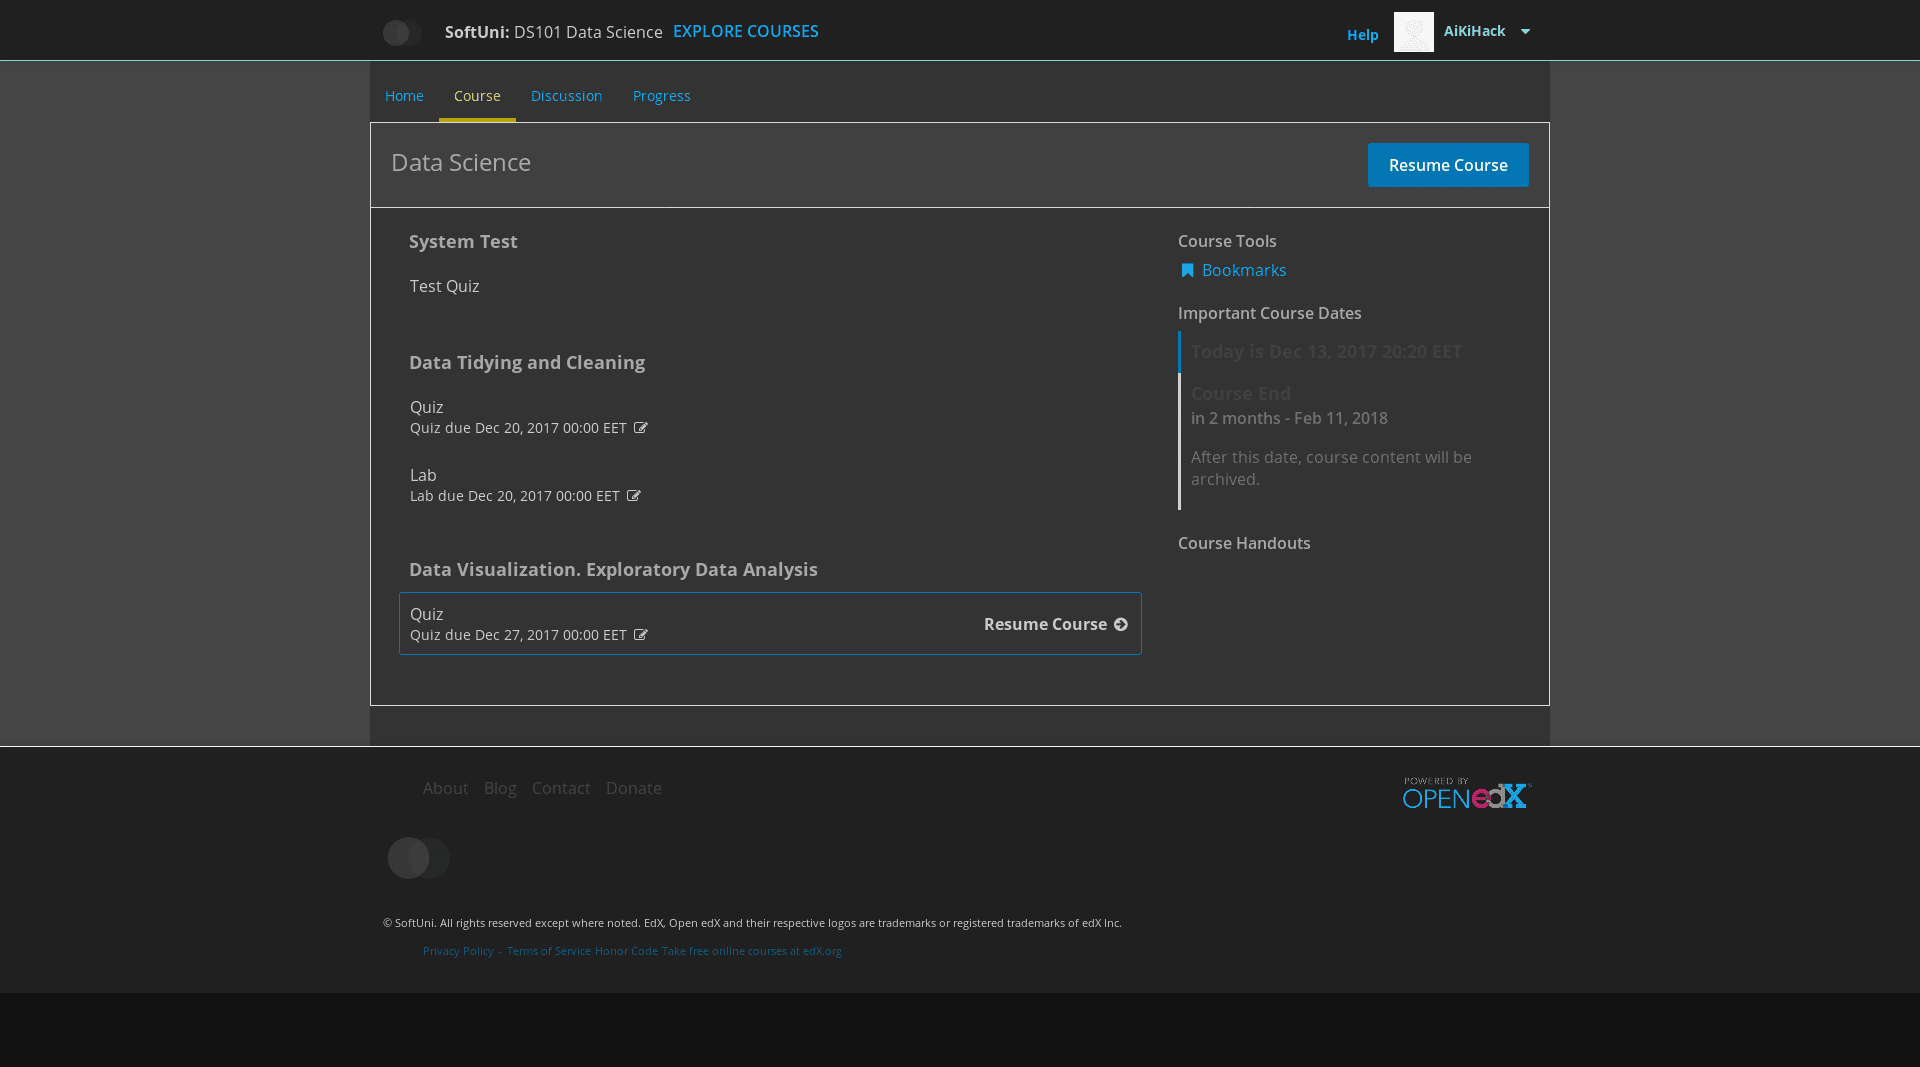 SoftUni: DS101 Data Science EXPLORE COURSES
Help AiKiHack
Home Course Discussion Progress
Data Science
Resume Course
System Test
Test Quiz
Data Tidying and Cleaning
Quiz
Quiz due Dec 20, 2017 00:00 EET
Lab
Lab due Dec 20, 2017 00:00 EET
Data Visualization. Exploratory Data Analysis
Quiz
Quiz due Dec 27, 2017 00:00 EET
Resume Course
Course Tools
Bookmarks
Important Course Dates
Today is Dec 13, 2017 20:20 EET
Course End
in 2 months - Feb 11, 2018
After this date, course content will be
archived.
Course Handouts
About Blog Contact Donate
POWERED BY
OPEN edX
© SoftUni. All rights reserved except where noted. EdX, Open edX and their respective logos are trademarks or registered trademarks of edX Inc.
Privacy Policy - Terms of Service Honor Code Take free online courses at edX.org